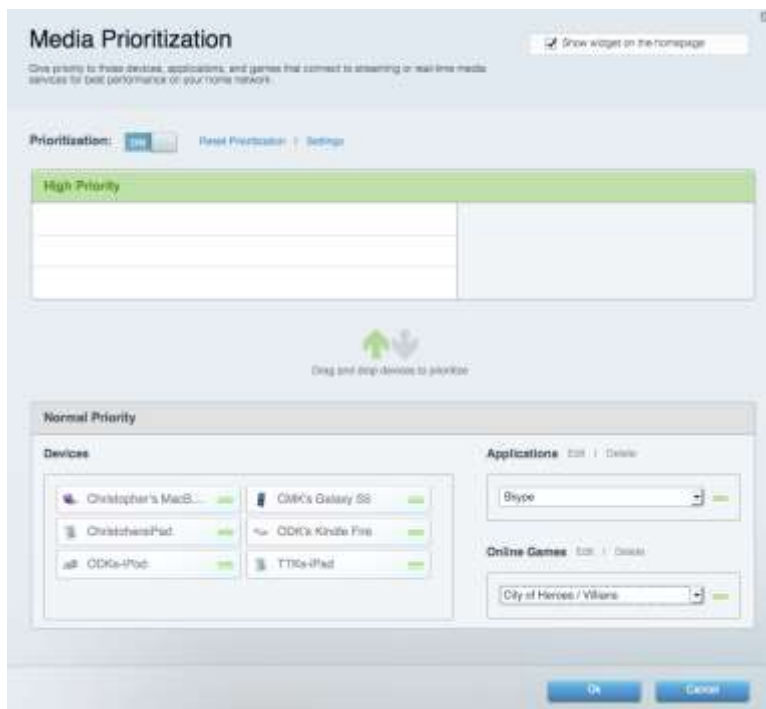 Media Prioritization
Show widget on the homepage
Give priority to those devices, applications, and games that connect to streaming or real-time media
services for best performance on your home network.
Prioritization: ON Reset Prioritization | Settings
High Priority
Drag and drop devices to prioritize
Normal Priority
Devices
Applications Edit | Delete
Christopher's MacB...
CMK's Galaxy S5
Skype
ChristophersiPad
ODK's Kindle Fire
Online Games Edit | Delete
ODKs-iPod
TTKs-iPad
City of Heroes / Villians
Ok
Cancel